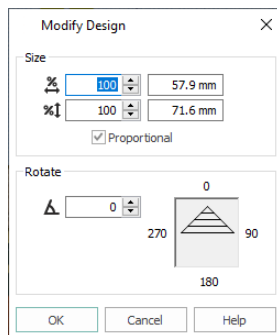 Modify Design
Size
% 100 57.9 mm
% 100 71.6 mm
Proportional
Rotate
0 0
270 90
180
OK Cancel Help